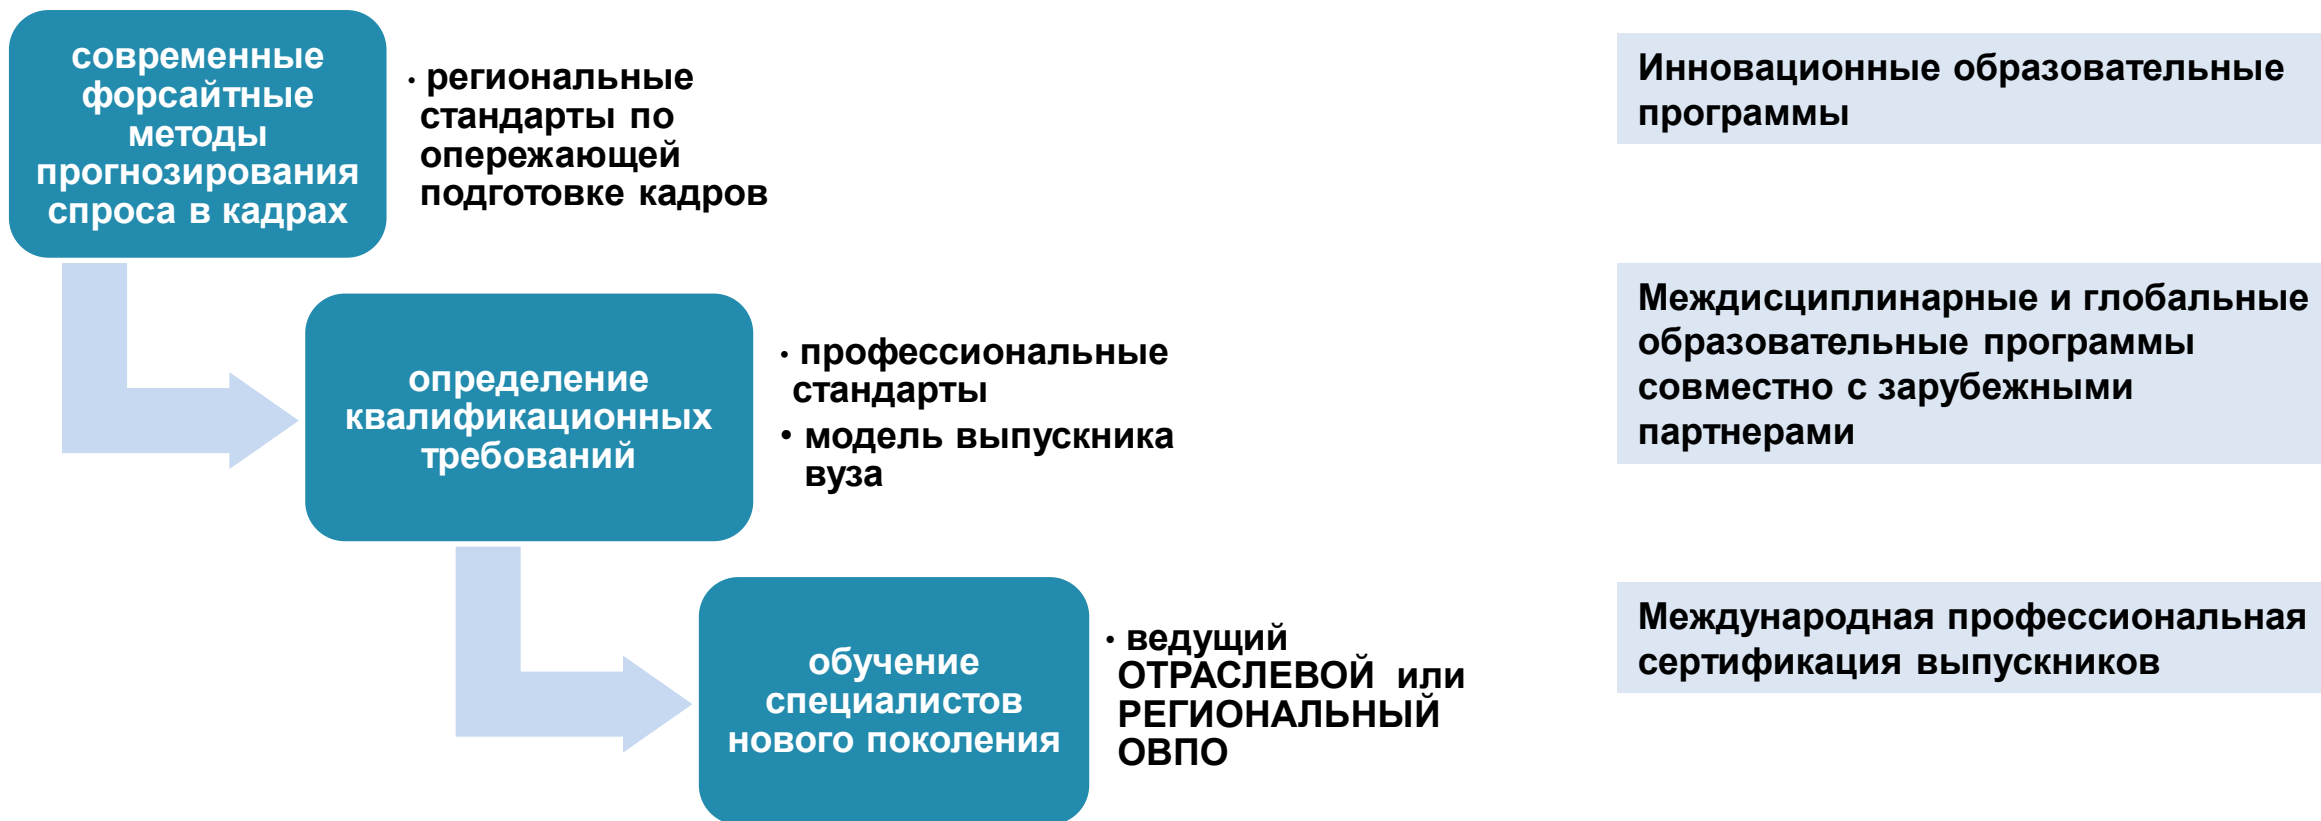 современные
форсайтные
методы
прогнозирования
спроса в кадрах
· региональные
стандарты по
опережающей
подготовке кадров
определение
квалификационных
требований
· профессиональные
стандарты
• модель выпускника
вуза
обучение
специалистов
нового поколения
· ведущий
ОТРАСЛЕВОЙ или
РЕГИОНАЛЬНЫЙ
ОВПО
Инновационные образовательные
программы
Междисциплинарные и глобальные
образовательные программы
совместно с зарубежными
партнерами
Международная профессиональная
сертификация выпускников